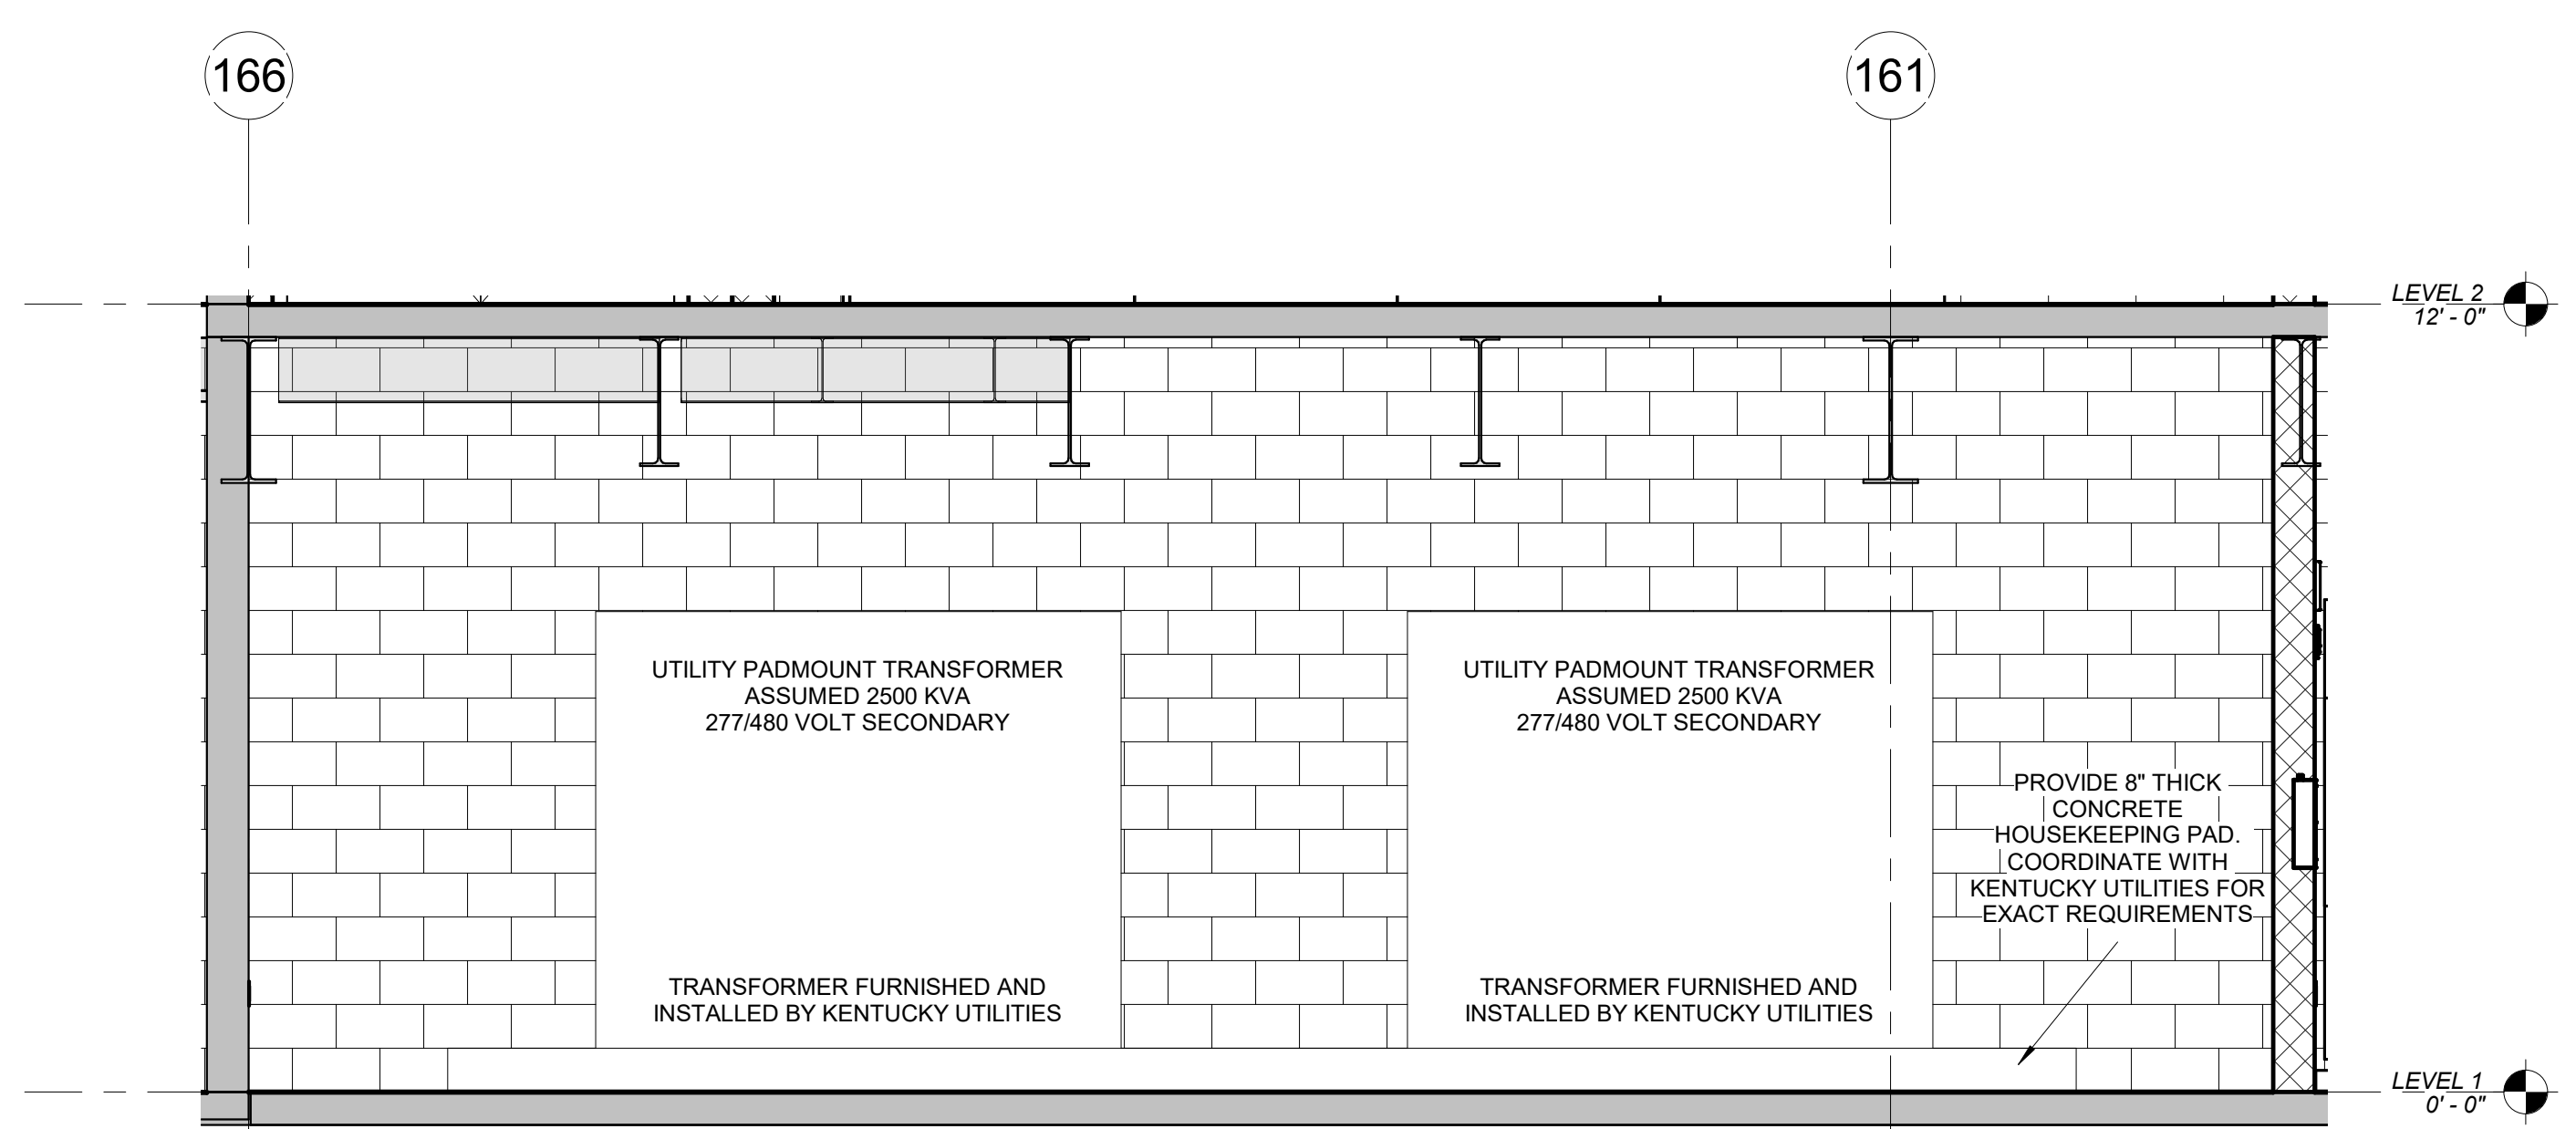 166
161
LEVEL 2
12' - 0"
UTILITY PADMOUNT TRANSFORMER
ASSUMED 2500 KVA
277/480 VOLT SECONDARY
UTILITY PADMOUNT TRANSFORMER
ASSUMED 2500 KVA
277/480 VOLT SECONDARY
PROVIDE 8" THICK
CONCRETE
HOUSEKEEPING PAD.
COORDINATE WITH
KENTUCKY UTILITIES FOR
EXACT REQUIREMENTS
TRANSFORMER FURNISHED AND
INSTALLED BY KENTUCKY UTILITIES
TRANSFORMER FURNISHED AND
INSTALLED BY KENTUCKY UTILITIES
LEVEL 1
0' - 0"